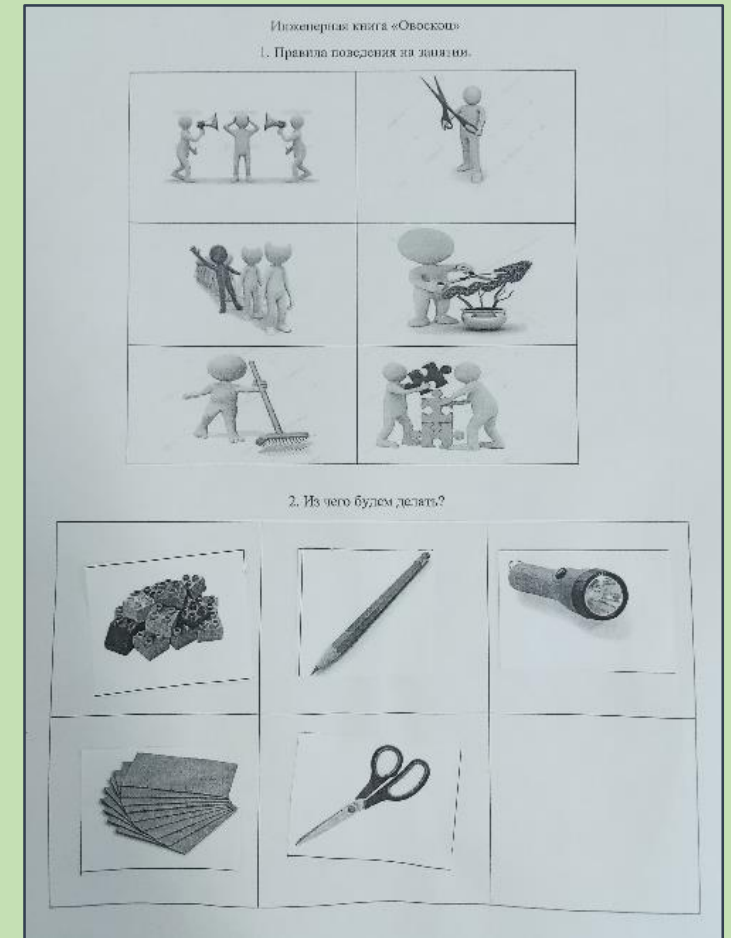 Инженерная книга «Овоскоп»
1. Правила поведения на занятии.
2. Из чего будем делать?